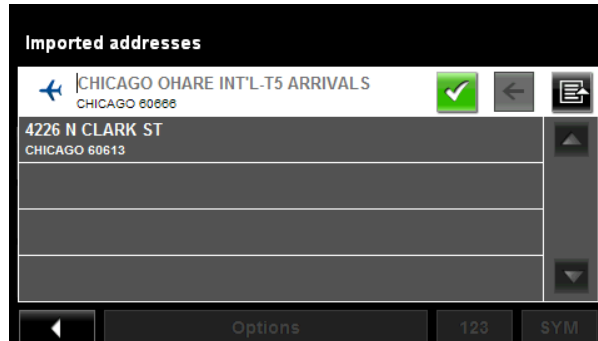 Imported addresses
CHICAGO OHARE INT'L-T5 ARRIVALS
CHICAGO 60666
4226 N CLARK ST
CHICAGO 60613
Options
123
SYM